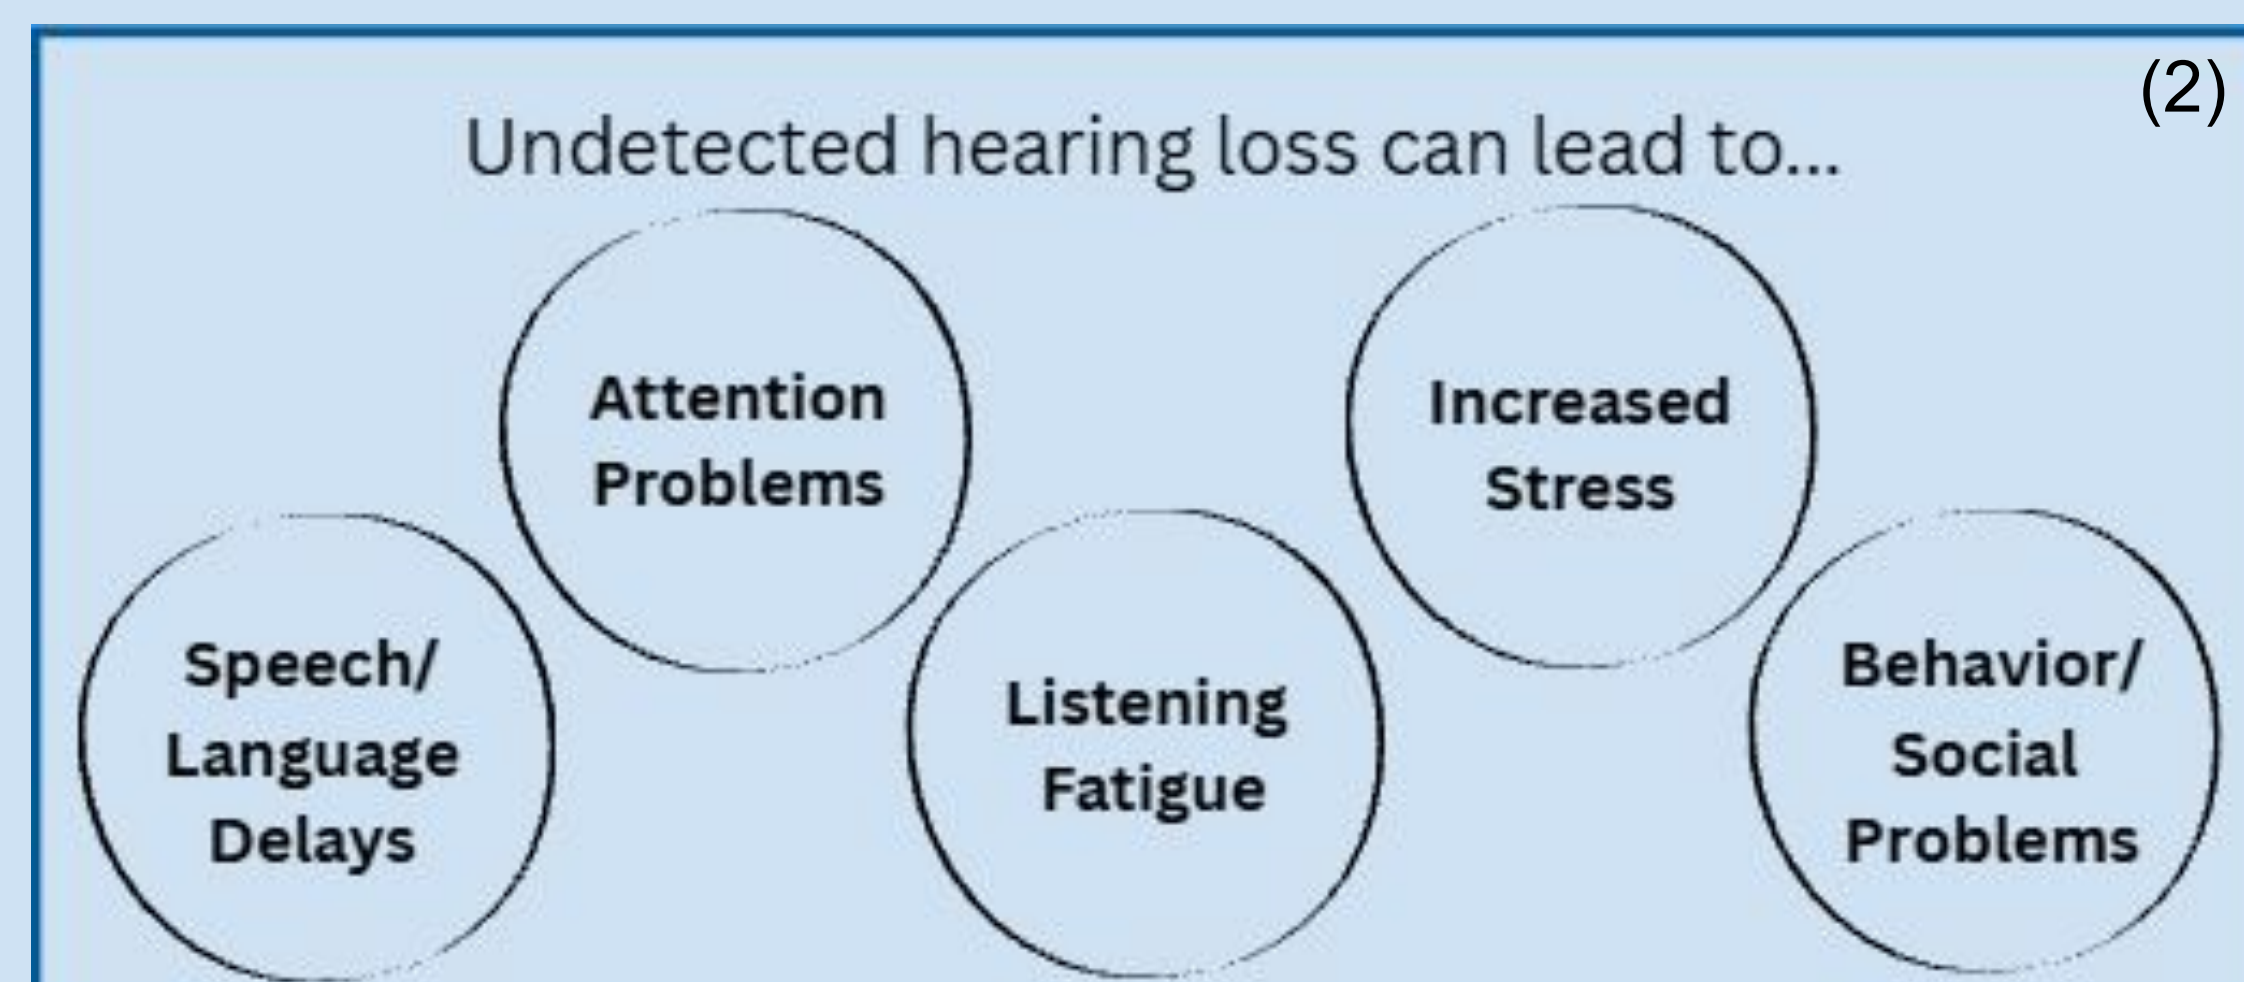 (2)
Undetected hearing loss can lead to...
Attention
Problems
Increased
Stress
Speech/
Language
Delays
Listening
Fatigue
Behavior/
Social
Problems